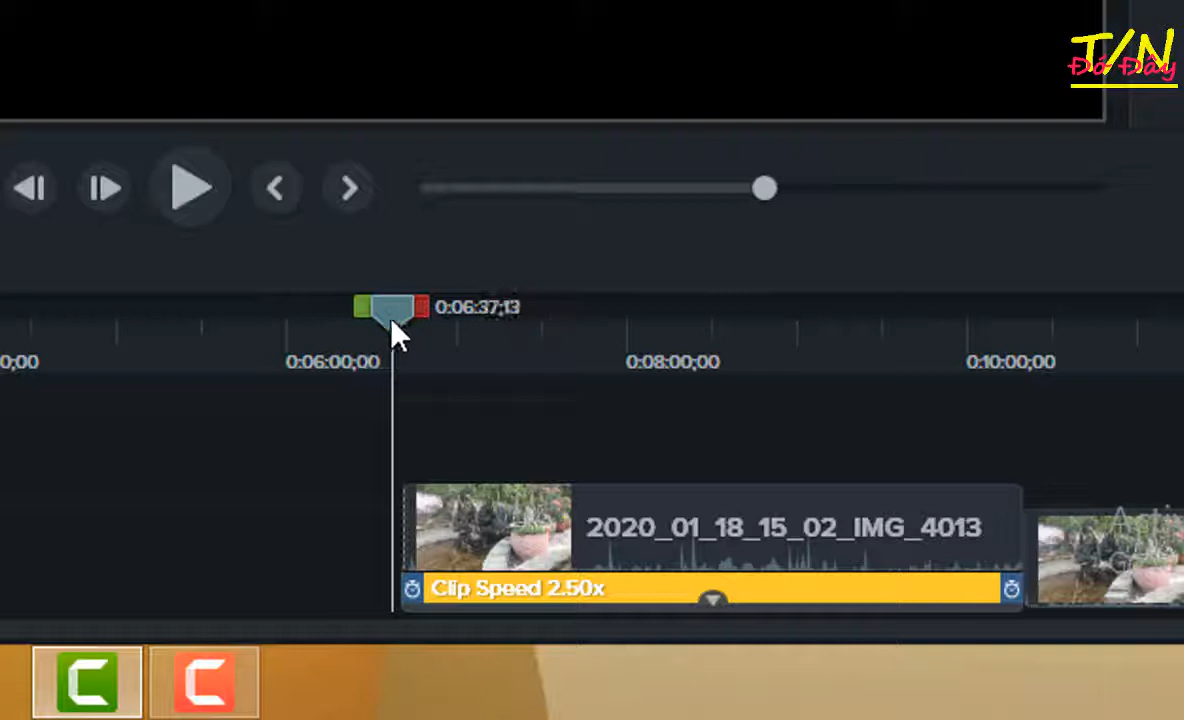 T/N
Đó Đây
0:06:37;13
0;00
0:06:00;00
0:08:00;00
0:10:00;00
2020_01_18_15_02_IMG_4013
Acti
Clip Speed 2.50x